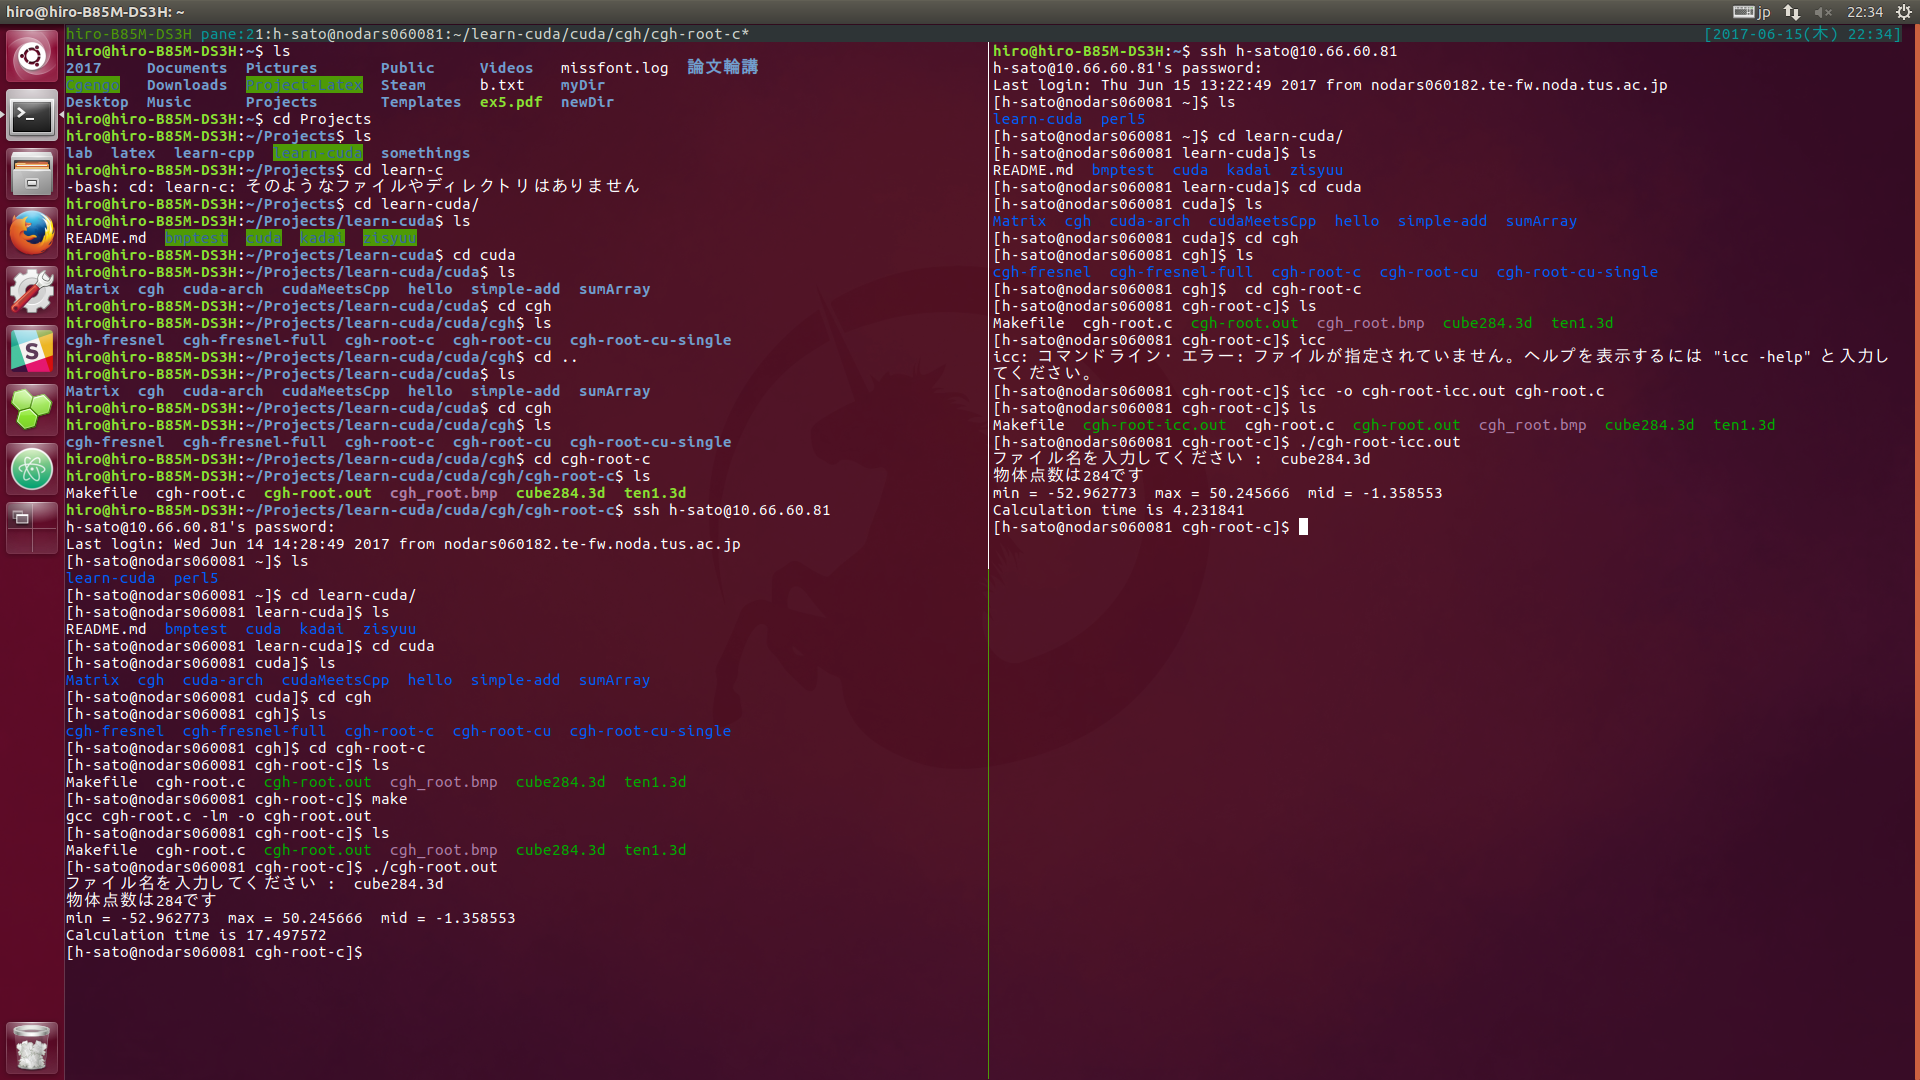 hiro@hiro-B85M-DS3H: ~
jp
22:34
hiro-B85M-DS3H pane:21:h-sato@nodars060081:~/learn-cuda/cuda/cgh/cgh-root-c*
[2017-06-15(木) 22:34]
hiro@hiro-B85M-DS3H:~$ ls
2017     Documents  Pictures       Public     Videos   missfont.log  論文輪講
Cgengo   Downloads  Project-Latex  Steam      b.txt    myDir
Desktop  Music      Projects       Templates  ex5.pdf  newDir
hiro@hiro-B85M-DS3H:~$ cd Projects
hiro@hiro-B85M-DS3H:~/Projects$ ls
lab  latex  learn-cpp  learn-cuda  somethings
hiro@hiro-B85M-DS3H:~/Projects$ cd learn-c
-bash: cd: learn-c: そのようなファイルやディレクトリはありません
hiro@hiro-B85M-DS3H:~/Projects$ cd learn-cuda/
hiro@hiro-B85M-DS3H:~/Projects/learn-cuda$ ls
README.md  bmptest  cuda  kadai  zisyuu
hiro@hiro-B85M-DS3H:~/Projects/learn-cuda$ cd cuda
hiro@hiro-B85M-DS3H:~/Projects/learn-cuda/cuda$ ls
Matrix  cgh  cuda-arch  cudaMeetsCpp  hello  simple-add  sumArray
hiro@hiro-B85M-DS3H:~/Projects/learn-cuda/cuda$ cd cgh
hiro@hiro-B85M-DS3H:~/Projects/learn-cuda/cuda/cgh$ ls
cgh-fresnel  cgh-fresnel-full  cgh-root-c  cgh-root-cu  cgh-root-cu-single
hiro@hiro-B85M-DS3H:~/Projects/learn-cuda/cuda/cgh$ cd ..
hiro@hiro-B85M-DS3H:~/Projects/learn-cuda/cuda$ ls
Matrix  cgh  cuda-arch  cudaMeetsCpp  hello  simple-add  sumArray
hiro@hiro-B85M-DS3H:~/Projects/learn-cuda/cuda$ cd cgh
hiro@hiro-B85M-DS3H:~/Projects/learn-cuda/cuda/cgh$ ls
cgh-fresnel  cgh-fresnel-full  cgh-root-c  cgh-root-cu  cgh-root-cu-single
hiro@hiro-B85M-DS3H:~/Projects/learn-cuda/cuda/cgh$ cd cgh-root-c
hiro@hiro-B85M-DS3H:~/Projects/learn-cuda/cuda/cgh/cgh-root-c$ ls
Makefile  cgh-root.c  cgh-root.out  cgh_root.bmp  cube284.3d  ten1.3d
hiro@hiro-B85M-DS3H:~/Projects/learn-cuda/cuda/cgh/cgh-root-c$ ssh h-sato@10.66.60.81
h-sato@10.66.60.81's password:
Last login: Wed Jun 14 14:28:49 2017 from nodars060182.te-fw.noda.tus.ac.jp
[h-sato@nodars060081 ~]$ ls
learn-cuda  perl5
[h-sato@nodars060081 ~]$ cd learn-cuda/
[h-sato@nodars060081 learn-cuda]$ ls
README.md  bmptest  cuda  kadai  zisyuu
[h-sato@nodars060081 learn-cuda]$ cd cuda
[h-sato@nodars060081 cuda]$ ls
Matrix  cgh  cuda-arch  cudaMeetsCpp  hello  simple-add  sumArray
[h-sato@nodars060081 cuda]$ cd cgh
[h-sato@nodars060081 cgh]$ ls
cgh-fresnel  cgh-fresnel-full  cgh-root-c  cgh-root-cu  cgh-root-cu-single
[h-sato@nodars060081 cgh]$ cd cgh-root-c
[h-sato@nodars060081 cgh-root-c]$ ls
Makefile  cgh-root.c  cgh-root.out  cgh_root.bmp  cube284.3d  ten1.3d
[h-sato@nodars060081 cgh-root-c]$ make
gcc cgh-root.c -lm -o cgh-root.out
[h-sato@nodars060081 cgh-root-c]$ ls
Makefile  cgh-root.c  cgh-root.out  cgh_root.bmp  cube284.3d  ten1.3d
[h-sato@nodars060081 cgh-root-c]$ ./cgh-root.out
ファイル名を入力してください :  cube284.3d
物体点数は284です
min = -52.962773  max = 50.245666  mid = -1.358553
Calculation time is 17.497572
[h-sato@nodars060081 cgh-root-c]$
hiro@hiro-B85M-DS3H:~$ ssh h-sato@10.66.60.81
h-sato@10.66.60.81's password:
Last login: Thu Jun 15 13:22:49 2017 from nodars060182.te-fw.noda.tus.ac.jp
[h-sato@nodars060081 ~]$ ls
learn-cuda  perl5
[h-sato@nodars060081 ~]$ cd learn-cuda/
[h-sato@nodars060081 learn-cuda]$ ls
README.md  bmptest  cuda  kadai  zisyuu
[h-sato@nodars060081 learn-cuda]$ cd cuda
[h-sato@nodars060081 cuda]$ ls
Matrix  cgh  cuda-arch  cudaMeetsCpp  hello  simple-add  sumArray
[h-sato@nodars060081 cuda]$ cd cgh
[h-sato@nodars060081 cgh]$ ls
cgh-fresnel  cgh-fresnel-full  cgh-root-c  cgh-root-cu  cgh-root-cu-single
[h-sato@nodars060081 cgh]$  cd cgh-root-c
[h-sato@nodars060081 cgh-root-c]$ ls
Makefile  cgh-root.c  cgh-root.out  cgh_root.bmp  cube284.3d  ten1.3d
[h-sato@nodars060081 cgh-root-c]$ icc
icc: コマンドライン・エラー: ファイルが指定されていません。ヘルプを表示するには "icc -help" と入力し
てください。
[h-sato@nodars060081 cgh-root-c]$ icc -o cgh-root-icc.out cgh-root.c
[h-sato@nodars060081 cgh-root-c]$ ls
Makefile  cgh-root-icc.out  cgh-root.c  cgh-root.out  cgh_root.bmp  cube284.3d  ten1.3d
[h-sato@nodars060081 cgh-root-c]$ ./cgh-root-icc.out
ファイル名を入力してください :  cube284.3d
物体点数は284です
min = -52.962773  max = 50.245666  mid = -1.358553
Calculation time is 4.231841
[h-sato@nodars060081 cgh-root-c]$